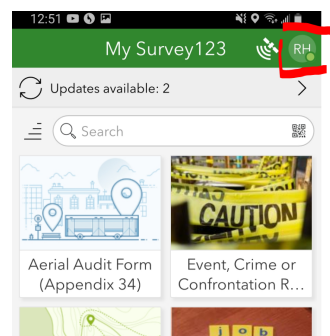 12:51
My Survey123
RH
Updates available: 2
Search
CAUTION
Aerial Audit Form
(Appendix 34)
Event, Crime or
Confrontation R...
job